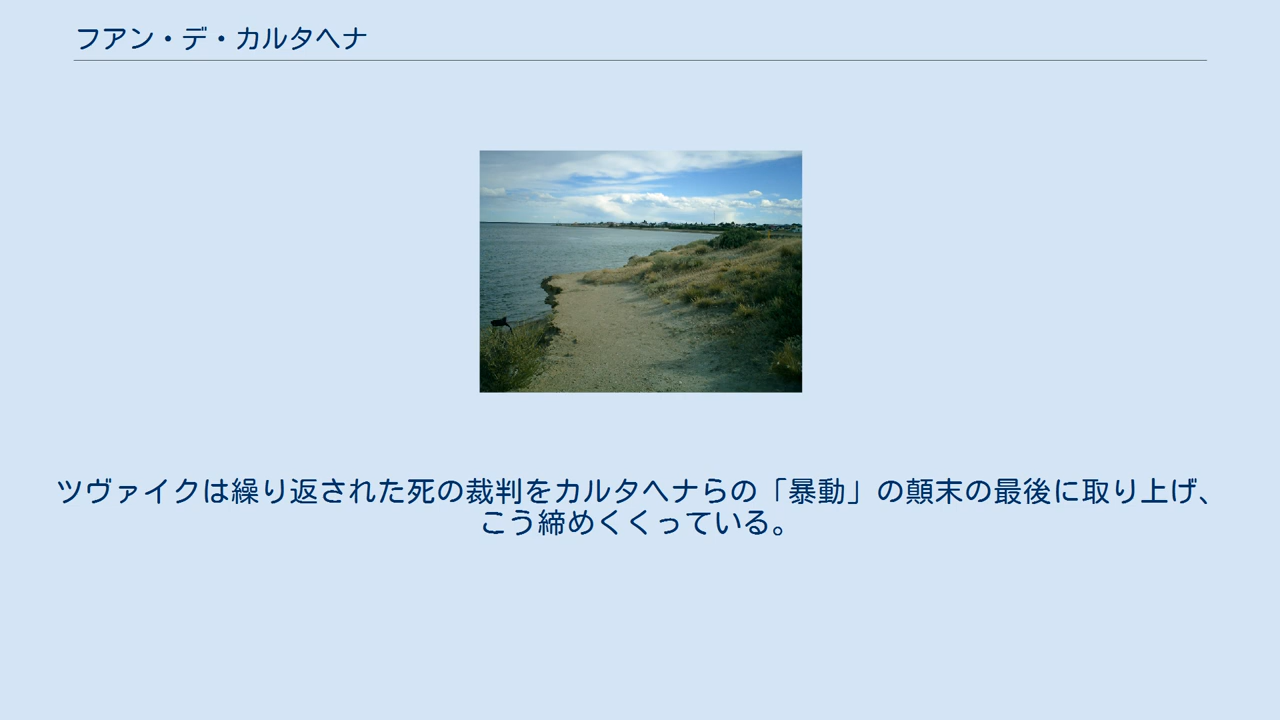 フアン・デ・カルタヘナ
ツヴァイクは繰り返された死の裁判をカルタヘナらの「暴動」の顛末の最後に取り上げ、
こう締めくくっている。